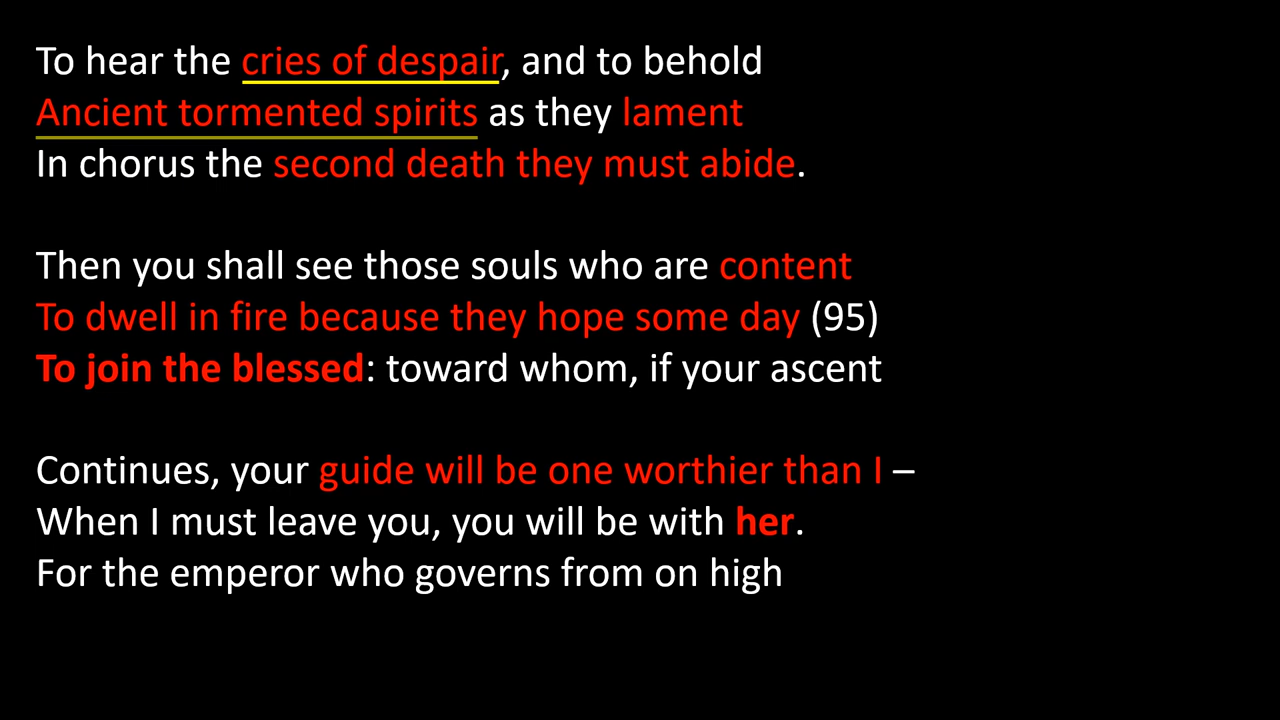 To hear the cries of despair, and to behold
Ancient tormented spirits as they lament
In chorus the second death they must abide.
Then you shall see those souls who are content
To dwell in fire because they hope some day (95)
To join the blessed: toward whom, if your ascent
Continues, your guide will be one worthier than I –
When I must leave you, you will be with her.
For the emperor who governs from on high